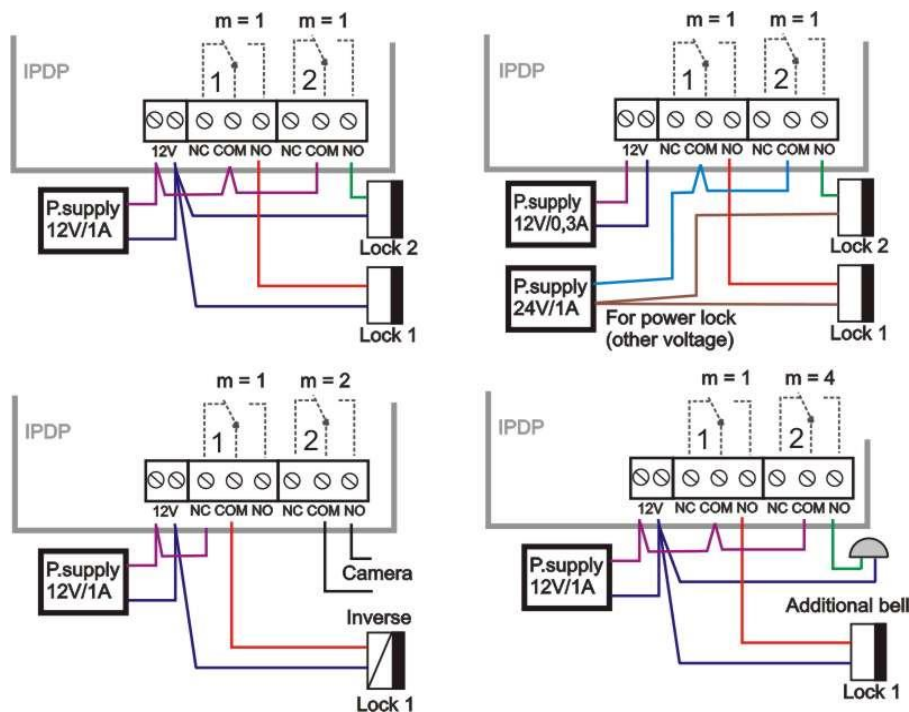 m = 1
m = 1
IPDP
1
2
12V
NC COM NO
NC COM NO
P.supply
12V/1A
Lock 2
Lock 1
m = 1
m = 1
IPDP
1
2
12V
NC COM NO
NC COM NO
P.supply
12V/0,3A
Lock 2
P.supply
24V/1A
For power lock
(other voltage)
Lock 1
m = 1
m = 2
IPDP
1
2
12V
NC COM NO
NC COM NO
P.supply
12V/1A
Camera
Inverse
Lock 1
m = 1
m = 4
IPDP
1
2
12V
NC COM NO
NC COM NO
P.supply
12V/1A
Additional bell
Lock 1